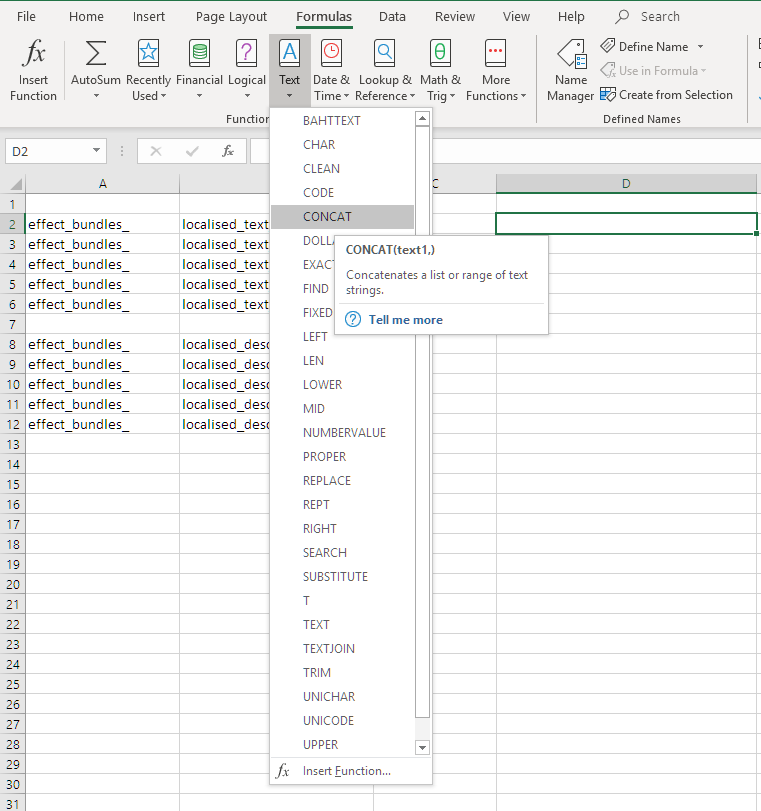 File Home Insert Page Layout Formulas Data Review View Help Search
fx Insert Function
AutoSum
Recently Used
Financial
Logical
Text
Date & Time
Lookup & Reference
Math & Trig
More Functions
Name Manager
Define Name
Use in Formula
Create from Selection
Defined Names
D2
fx
A C D
1
2 effect_bundles_ localised_text
3 effect_bundles_ localised_text
4 effect_bundles_ localised_text
5 effect_bundles_ localised_text
6 effect_bundles_ localised_text
7
8 effect_bundles_ localised_desc
9 effect_bundles_ localised_desc
10 effect_bundles_ localised_desc
11 effect_bundles_ localised_desc
12 effect_bundles_ localised_desc
13
14
15
16
17
18
19
20
21
22
23
24
25
26
27
28
29
30
31
BAHTTEXT
CHAR
CLEAN
CODE
CONCAT
DOLLA
EXACT
FIND
FIXED
LEFT
LEN
LOWER
MID
NUMBERVALUE
PROPER
REPLACE
REPT
RIGHT
SEARCH
SUBSTITUTE
T
TEXT
TEXTJOIN
TRIM
UNICHAR
UNICODE
UPPER
fx Insert Function...
CONCAT(text1,)
Concatenates a list or range of text
strings.
? Tell me more